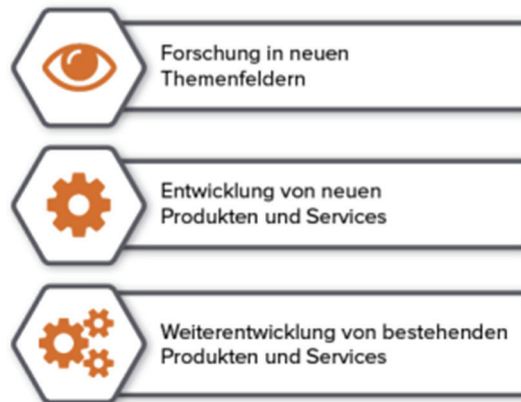 Forschung in neuen
Themenfeldern
Entwicklung von neuen
Produkten und Services
Weiterentwicklung von bestehenden
Produkten und Services